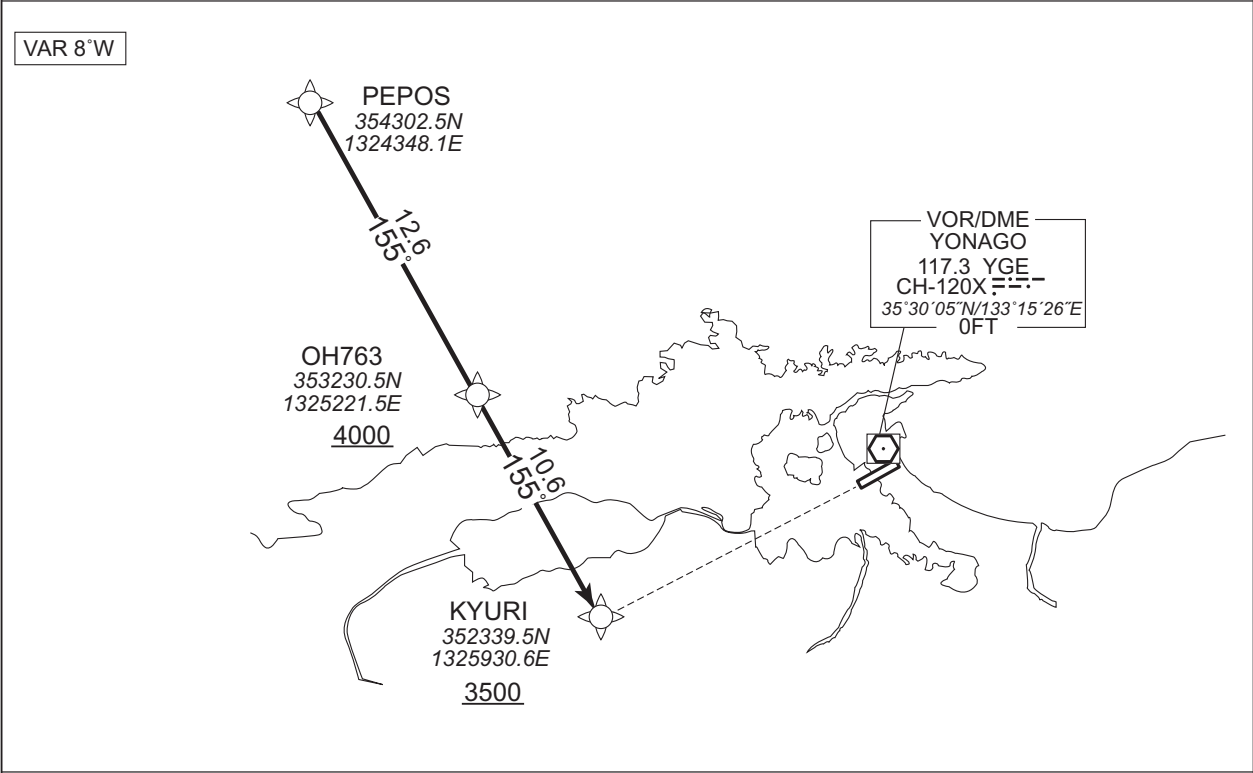 VAR 8˚W
PEPOS
354302.5N
1324348.1E
12.6
155˚
VOR/DME
YONAGO
117.3 YGE
CH-120X
35˚30´05˝N/133˚15´26˝E
0FT
OH763
353230.5N
1325221.5E
4000
10.6
155˚
KYURI
352339.5N
1325930.6E
3500